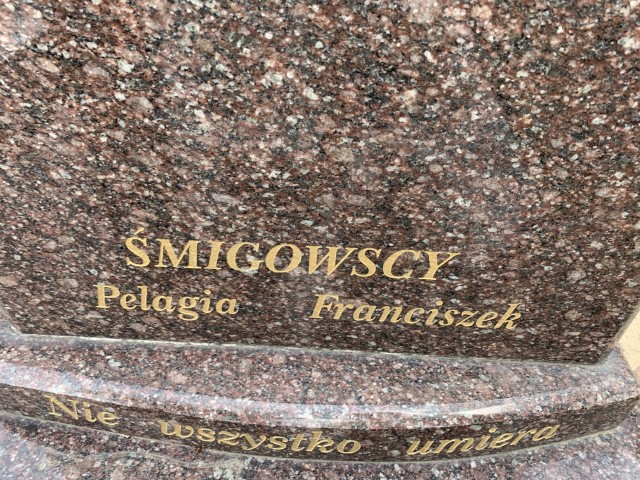 ŚMIGOWSCY
Pelagia Franciszek
Nie wszystko umiera